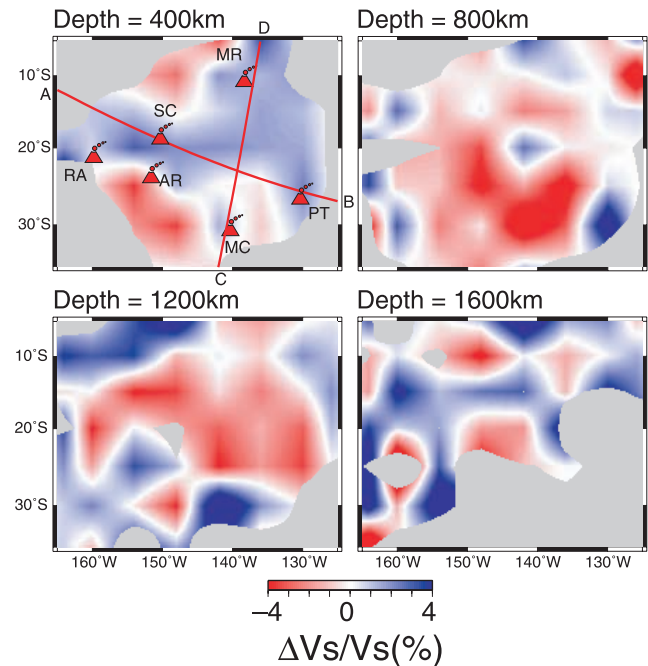 Depth = 400km
Depth = 800km
D
MR
10˚S
A
SC
20˚S
RA
AR
B
PT
30˚S
MC
C
Depth = 1200km
Depth = 1600km
10˚S
20˚S
30˚S
160˚W 150˚W 140˚W 130˚W
160˚W 150˚W 140˚W 130˚W
−4 0 4
ΔVs/Vs(%)